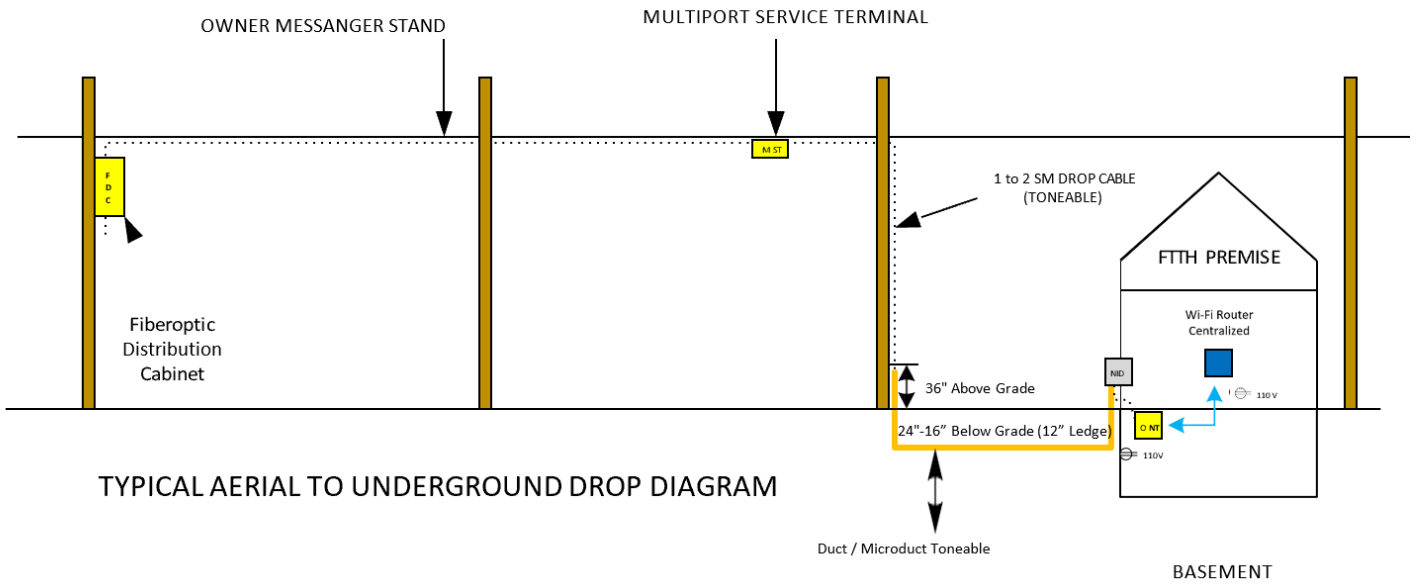 OWNER MESSANGER STAND
MULTIPORT SERVICE TERMINAL
M ST
F
D
C
1 to 2 SM DROP CABLE
(TONEABLE)
FTTH PREMISE
Wi-Fi Router
Centralized
Fiberoptic
Distribution
Cabinet
NID
36" Above Grade
110 V
24"-16” Below Grade (12” Ledge)
O NT
110V
TYPICAL AERIAL TO UNDERGROUND DROP DIAGRAM
Duct / Microduct Toneable
BASEMENT